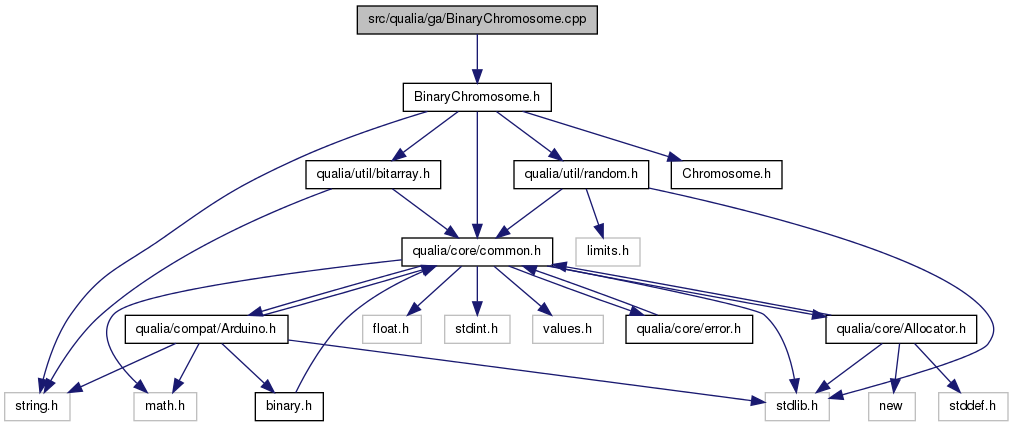 src/qualia/ga/BinaryChromosome.cpp
BinaryChromosome.h
qualia/util/bitarray.h
qualia/util/random.h
Chromosome.h
qualia/core/common.h
limits.h
qualia/compat/Arduino.h
float.h
stdint.h
values.h
qualia/core/error.h
qualia/core/Allocator.h
string.h
math.h
binary.h
stdlib.h
new
stddef.h